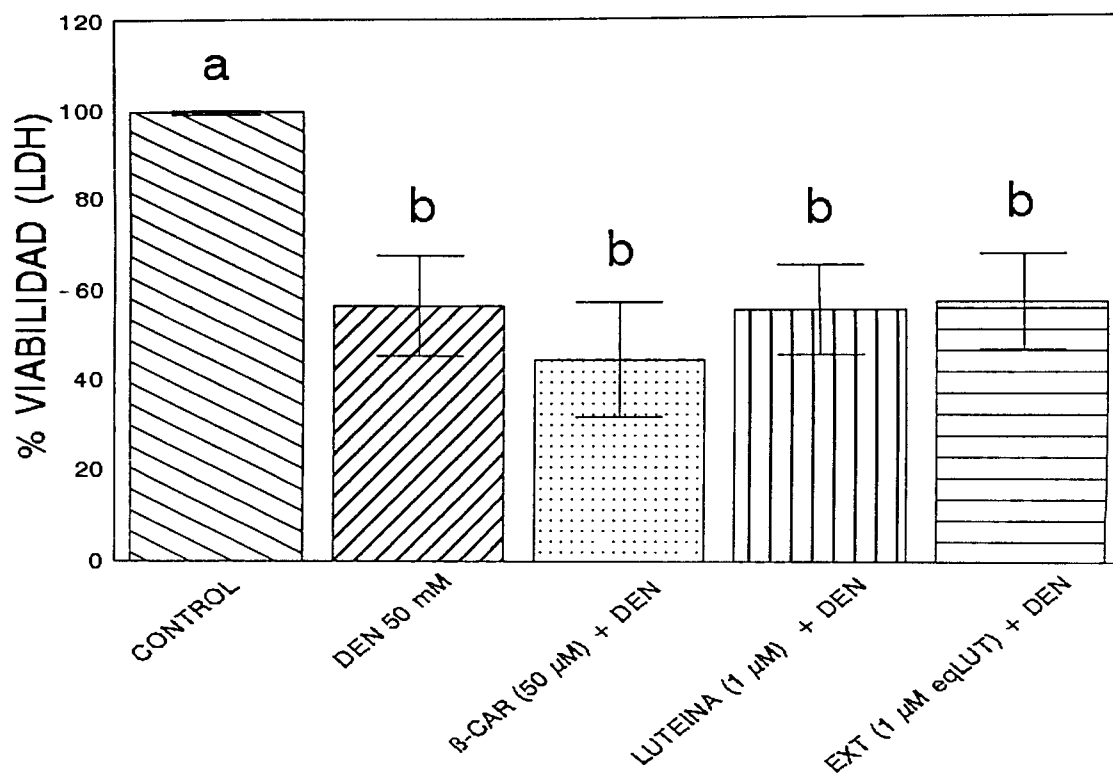 % VIABILIDAD (LDH)
120
100
80
60
40
20
0
a
b
b
b
b
CONTROL
DEN 50 mM
ß-CAR (50 µM) + DEN
LUTEINA (1 µM) + DEN
EXT (1 µM eqLUT) + DEN